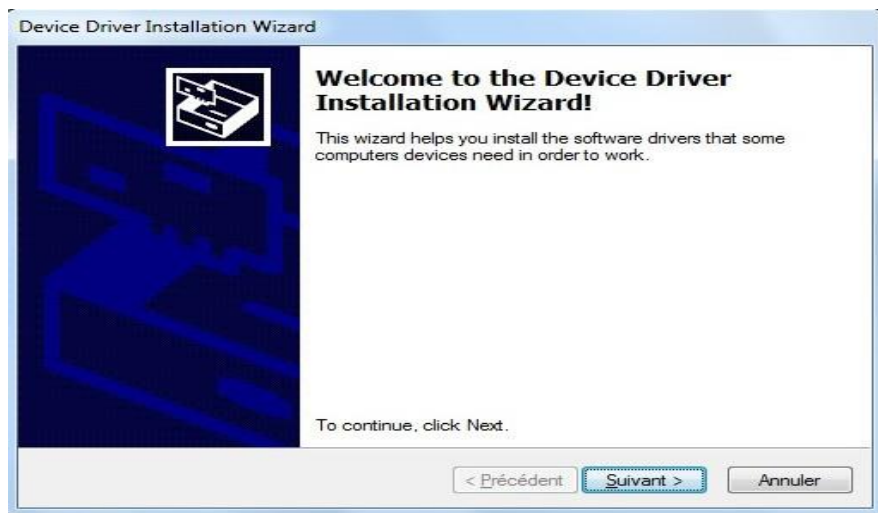 Device Driver Installation Wizard
Welcome to the Device Driver
Installation Wizard!
This wizard helps you install the software drivers that some
computers devices need in order to work.
To continue, click Next.
< Précédent
Suivant >
Annuler